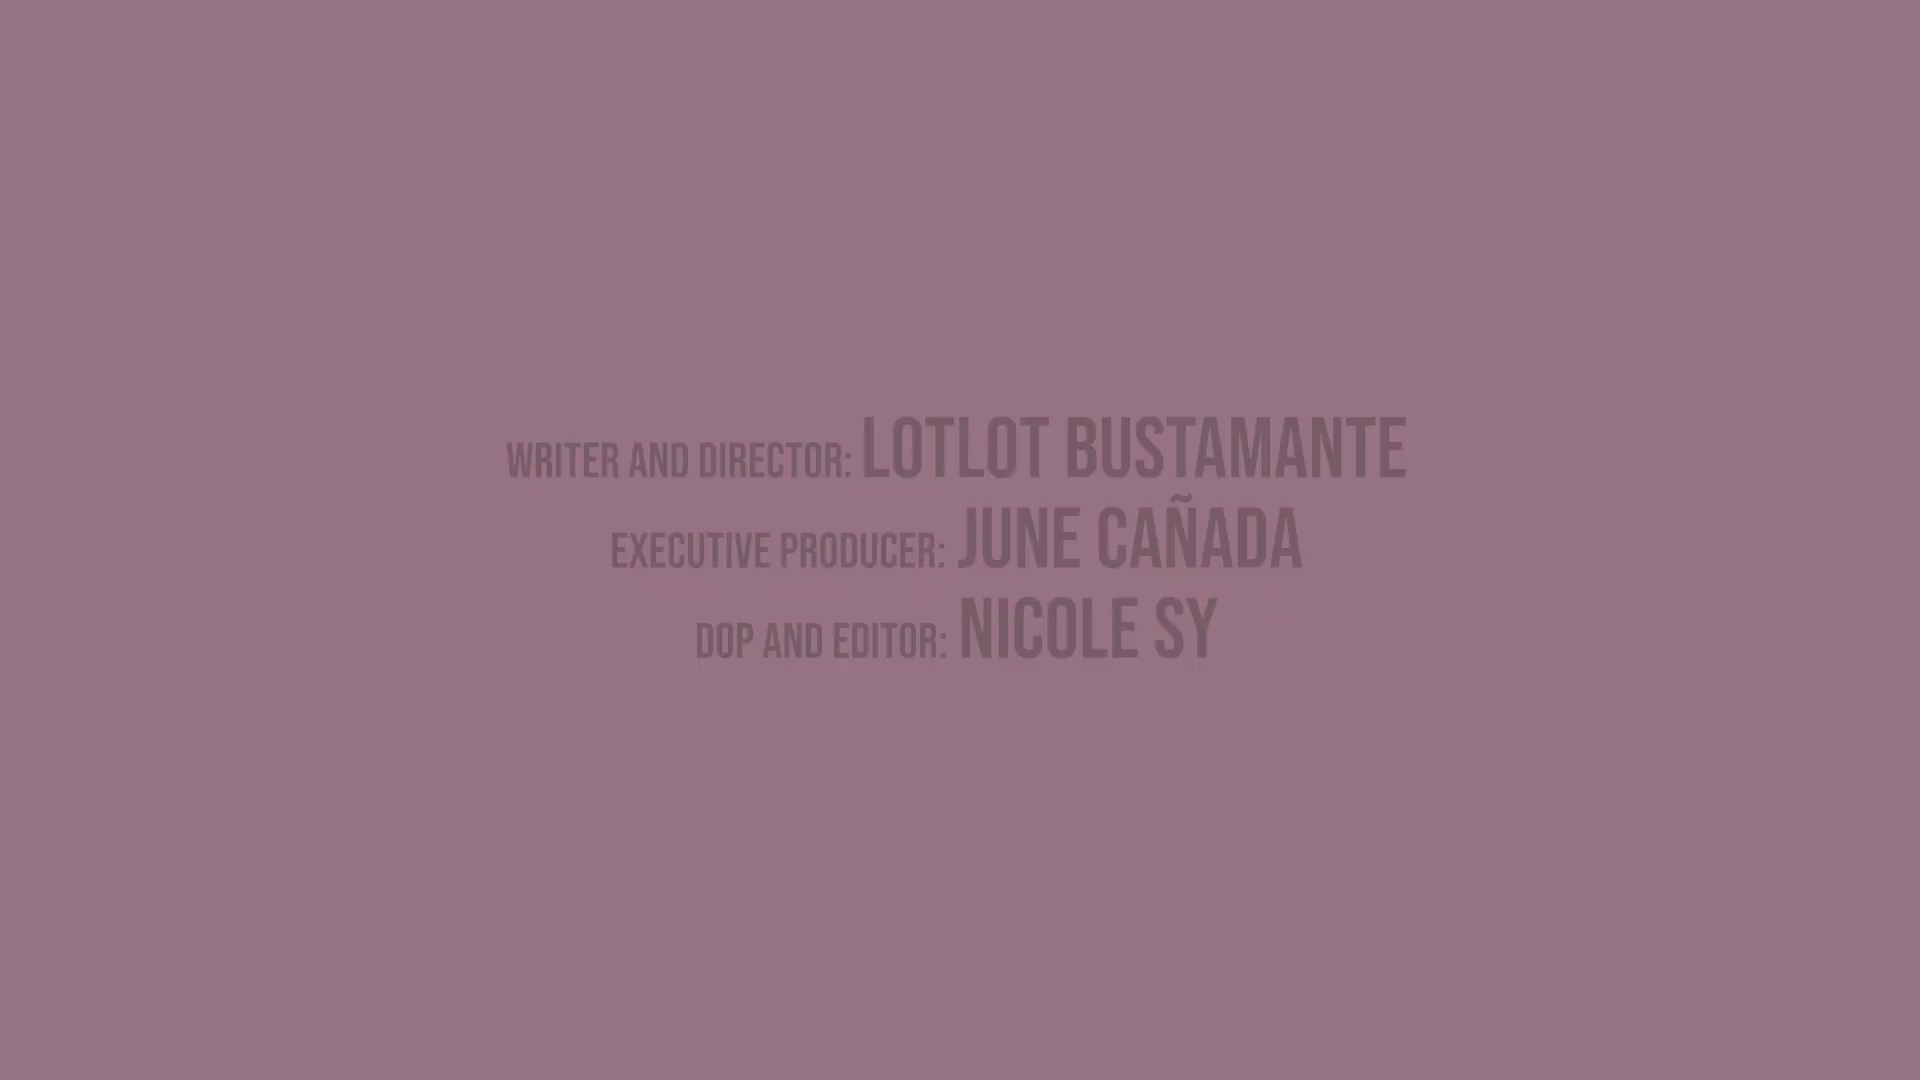 WRITER AND DIRECTOR: LOTLOT BUSTAMANTE
EXECUTIVE PRODUCER: JUNE CAÑADA
DOP AND EDITOR: NICOLE SY